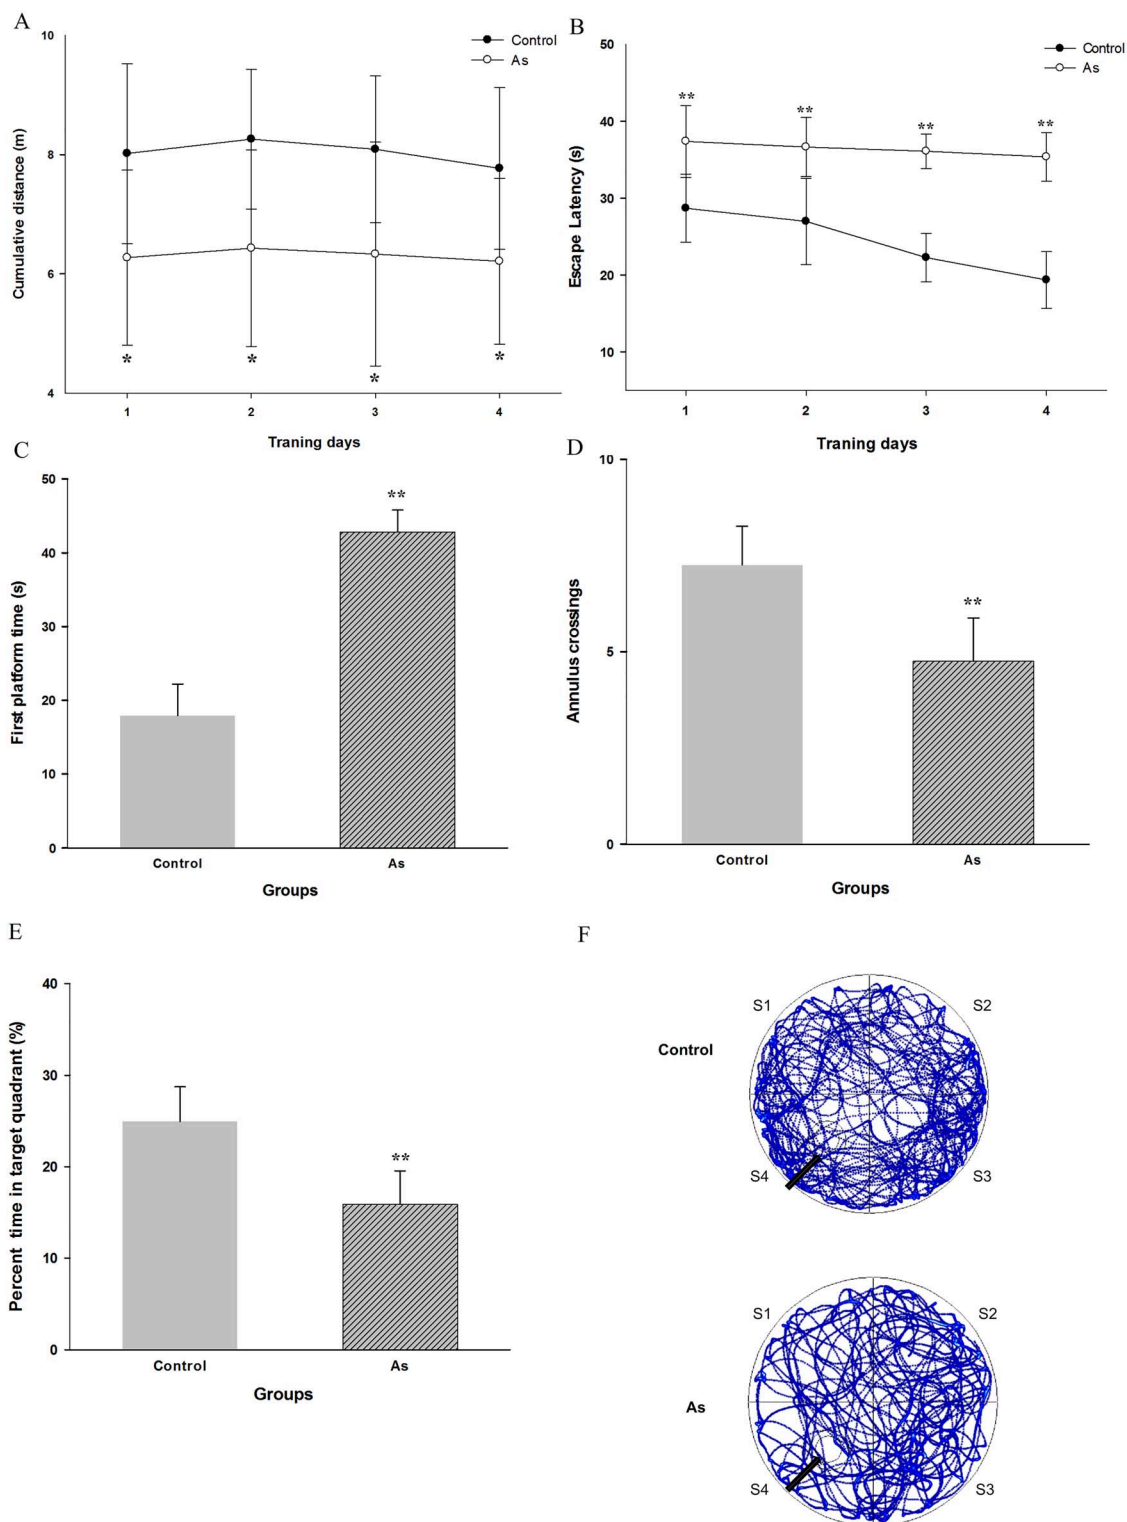 A
10
8
6
4
Cumulative distance (m)
Control
As
*
*
*
*
1
2
3
4
Traning days
B
50
40
30
20
10
Escape Latency (s)
Control
As
**
**
**
**
1
2
3
4
Traning days
C
50
40
30
20
10
0
First platform time (s)
**
Control
As
Groups
D
10
5
0
Annulus crossings
**
Control
As
Groups
E
40
30
20
10
0
Percent time in target quadrant (%)
**
Control
As
Groups
F
Control
S1
S2
S4
S3
As
S1
S2
S4
S3